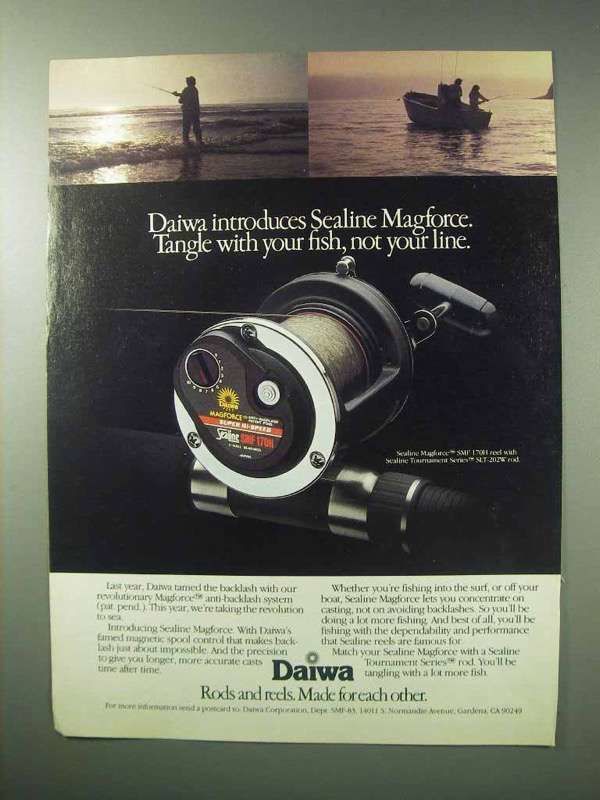 Daiwa introduces Sealine Magforce.
Tangle with your fish, not your line.
Daiwa
MAGFORCE
SUPER HI-SPEED
Sealine SMF 170H
Sealine Magforce™ SMF 170H reel with
Sealine Tournament Series™ SLT-202W rod.
Last year, Daiwa tamed the backlash with our
revolutionary Magforce™ anti-backlash system
(pat. pend.). This year, we're taking the revolution
to sea.
Introducing Sealine Magforce. With Daiwa's
famed magnetic spool control that makes back-
lash just about impossible. And the precision
to give you longer, more accurate casts
time after time.
Whether you're fishing into the surf, or off your
boat, Sealine Magforce lets you concentrate on
casting, not on avoiding backlashes. So you'll be
doing a lot more fishing. And best of all, you'll be
fishing with the dependability and performance
that Sealine reels are famous for.
Match your Sealine Magforce with a Sealine
Tournament Series™ rod. You'll be
tangling with a lot more fish.
Daiwa
Rods and reels. Made for each other.
For more information send a postcard to: Daiwa Corporation, Dept. SMF-83, 14011 S. Normandie Avenue, Gardena, CA 90249